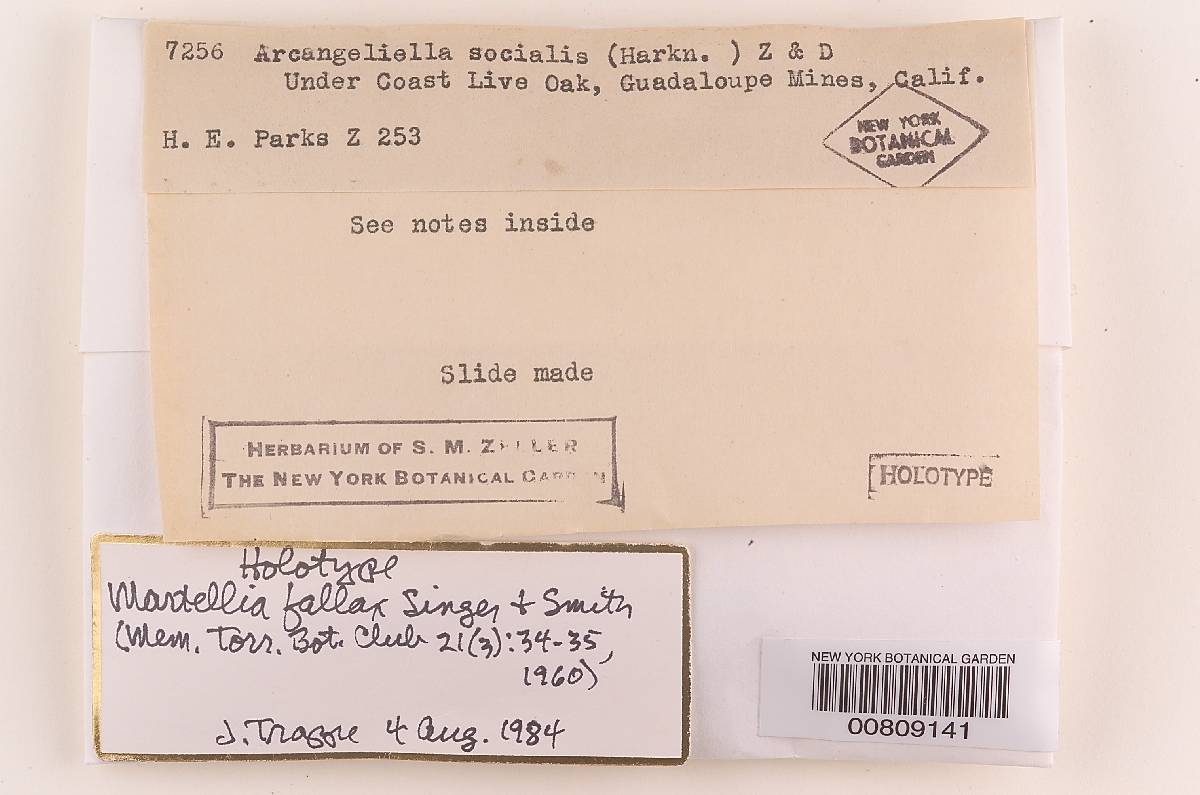 7256 Arcangeliella socialis (Harkn. ) Z & D
Under Coast Live Oak, Guadaloupe Mines, Calif.
H. E. Parks Z 253
NEW YORK
BOTANICAL
GARDEN
See notes inside
Slide made
HERBARIUM OF S. M. ZELLER
THE NEW YORK BOTANICAL GARDEN
HOLOTYPE
Holotype
Martellia fallax Singer & Smith
(Mem. Torr. Bot. Club 21(3):34-35,
1960)
J. Trappe 4 Aug. 1984
NEW YORK BOTANICAL GARDEN
00809141